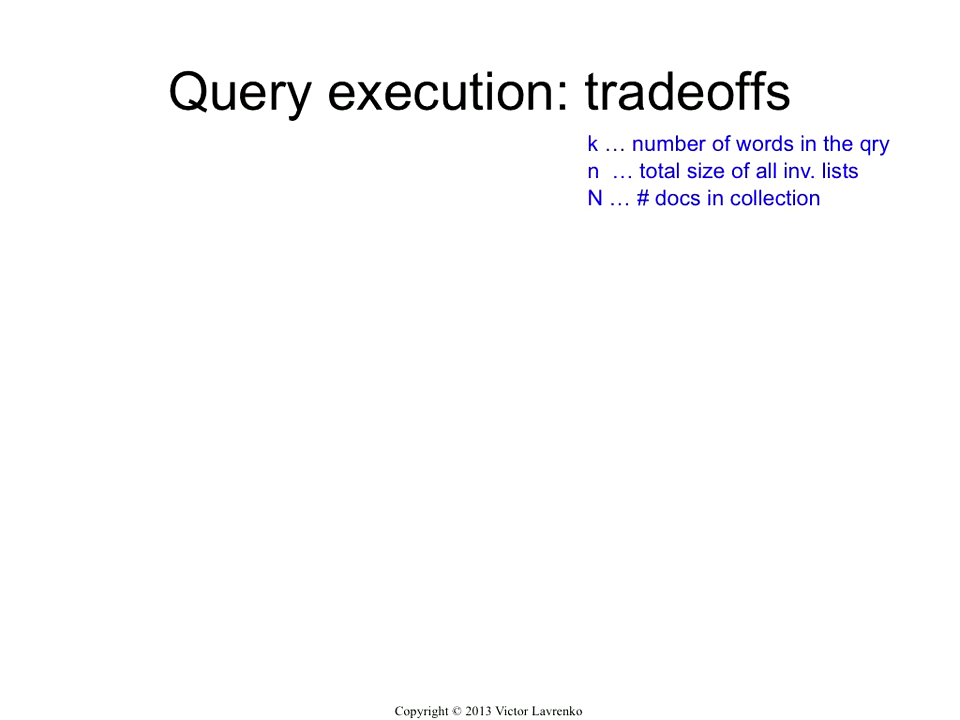 Query execution: tradeoffs
k … number of words in the qry
n … total size of all inv. lists
N … # docs in collection
Copyright © 2013 Victor Lavrenko